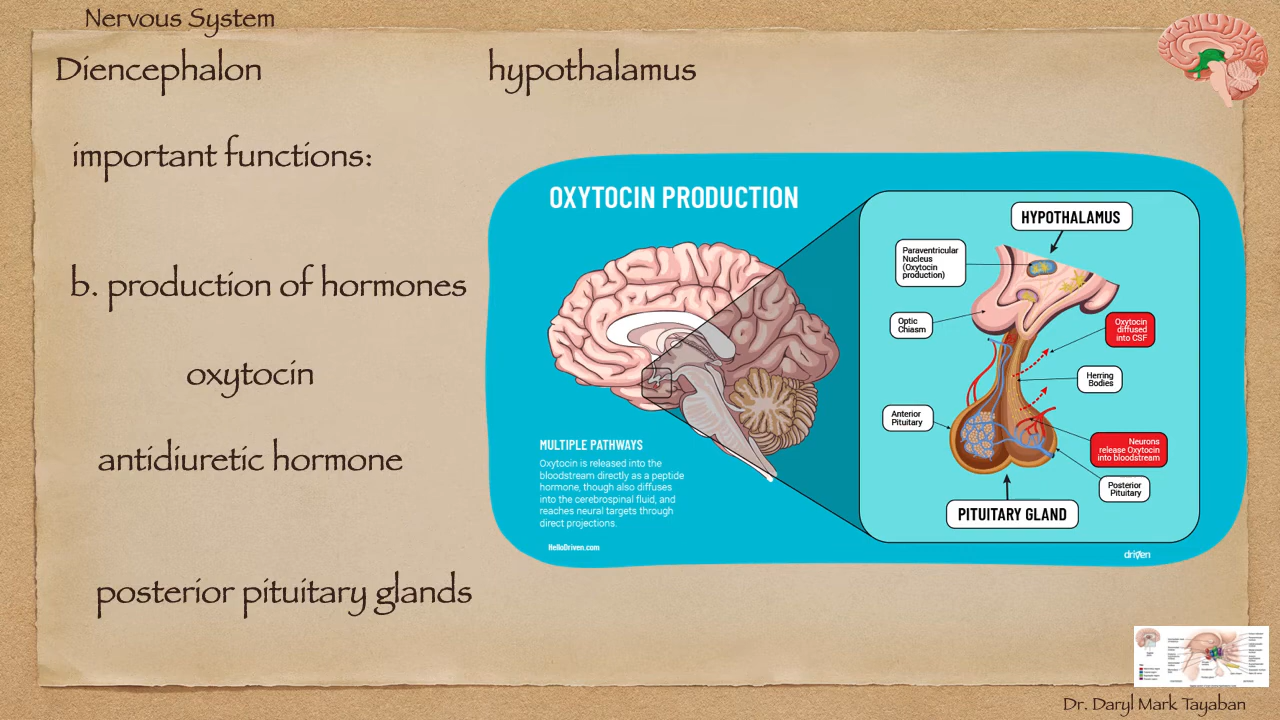 Nervous System
Diencephalon
hypothalamus
important functions:
b. production of hormones
oxytocin
antidiuretic hormone
posterior pituitary glands
OXYTOCIN PRODUCTION
MULTIPLE PATHWAYS
Oxytocin is released into the
bloodstream directly as a peptide
hormone, though also diffuses
into the cerebrospinal fluid, and
reaches neural targets through
direct projections.
HelloDriven.com
HYPOTHALAMUS
Paraventricular
Nucleus
(Oxytocin
production)
Optic
Chiasm
Oxytocin
diffused
into CSF
Herring
Bodies
Anterior
Pituitary
Neurons
release Oxytocin
into bloodstream
Posterior
Pituitary
PITUITARY GLAND
driven
Dr. Daryl Mark Tayaban